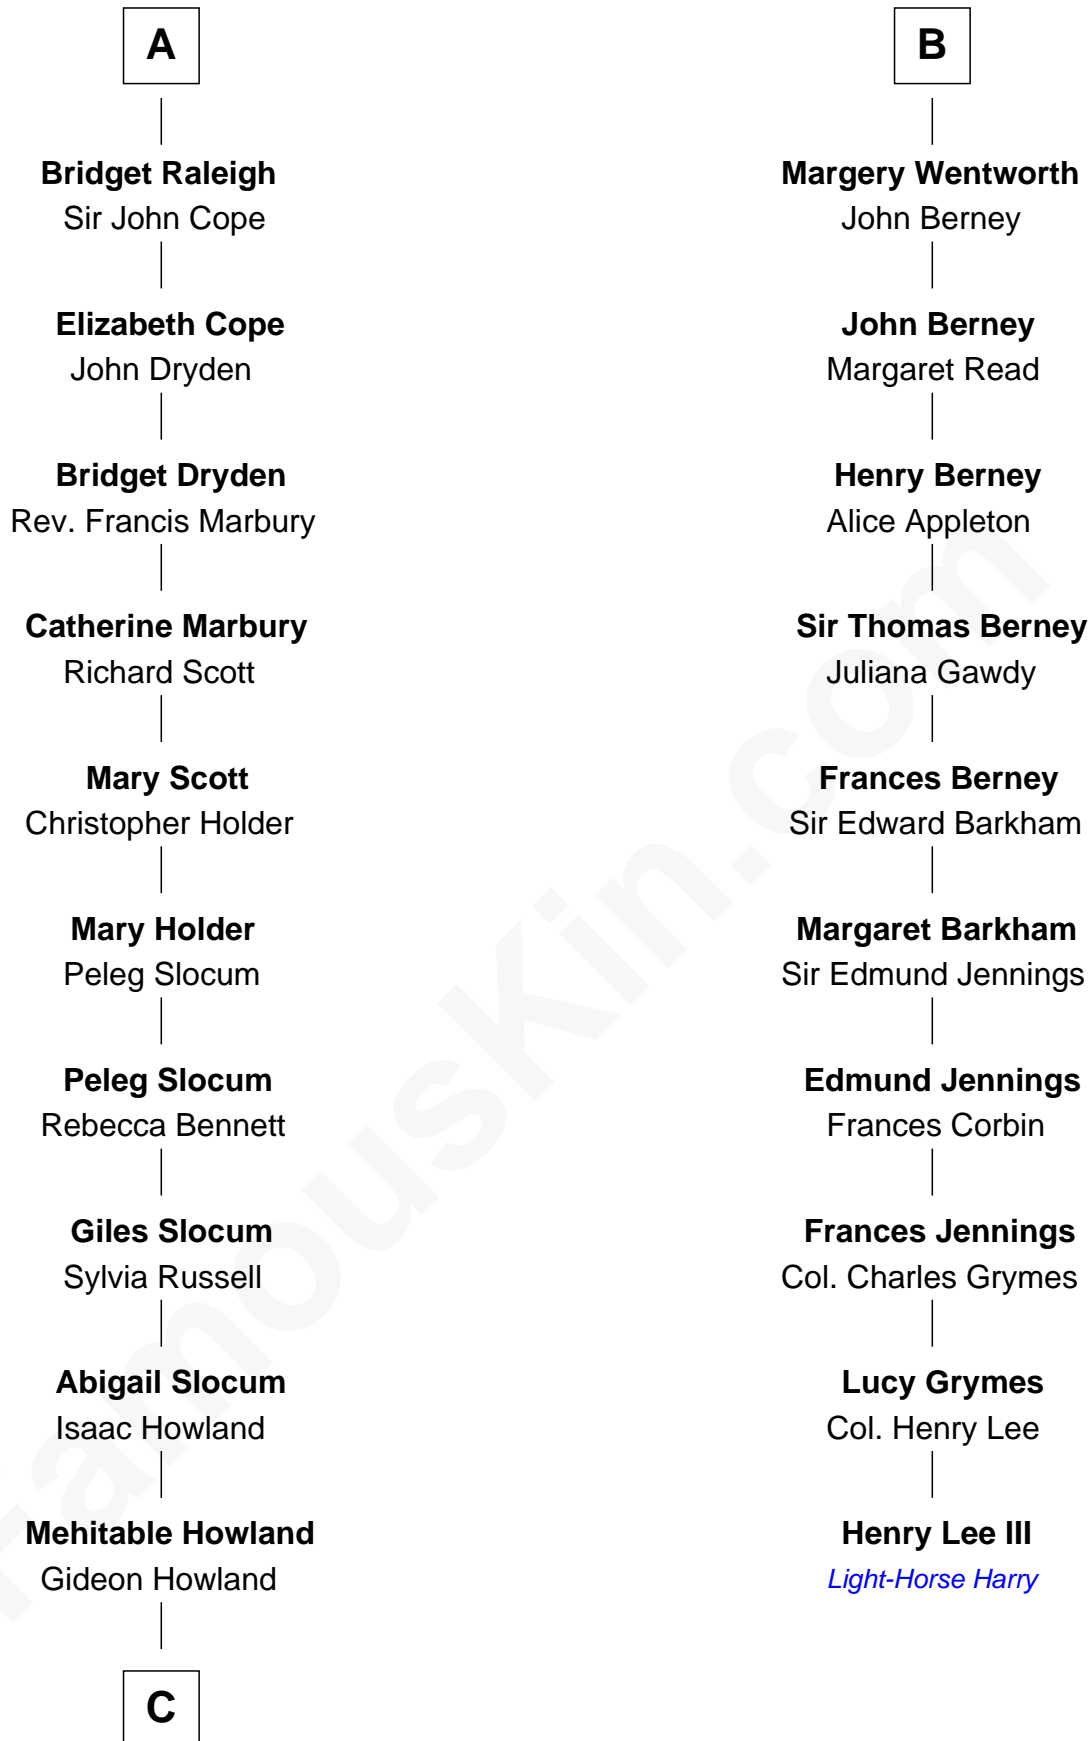 A
Bridget Raleigh
Sir John Cope
Elizabeth Cope
John Dryden
Bridget Dryden
Rev. Francis Marbury
Catherine Marbury
Richard Scott
Mary Scott
Christopher Holder
Mary Holder
Peleg Slocum
Peleg Slocum
Rebecca Bennett
Giles Slocum
Sylvia Russell
Abigail Slocum
Isaac Howland
Mehitable Howland
Gideon Howland
C
B
Margery Wentworth
John Berney
John Berney
Margaret Read
Henry Berney
Alice Appleton
Sir Thomas Berney
Juliana Gawdy
Frances Berney
Sir Edward Barkham
Margaret Barkham
Sir Edmund Jennings
Edmund Jennings
Frances Corbin
Frances Jennings
Col. Charles Grymes
Lucy Grymes
Col. Henry Lee
Henry Lee III
Light-Horse Harry
FamousKin.com